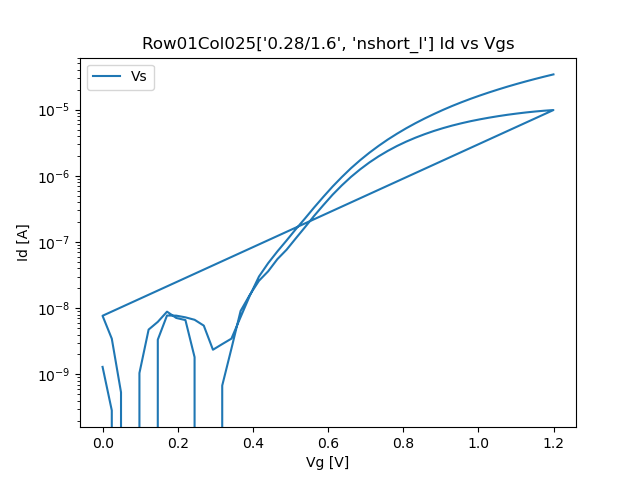 Row01Col025['0.28/1.6', 'nshort_l'] Id vs Vgs
Vs
10⁻⁵
10⁻⁶
10⁻⁷
10⁻⁸
10⁻⁹
Id [A]
0.0 0.2 0.4 0.6 0.8 1.0 1.2
Vg [V]